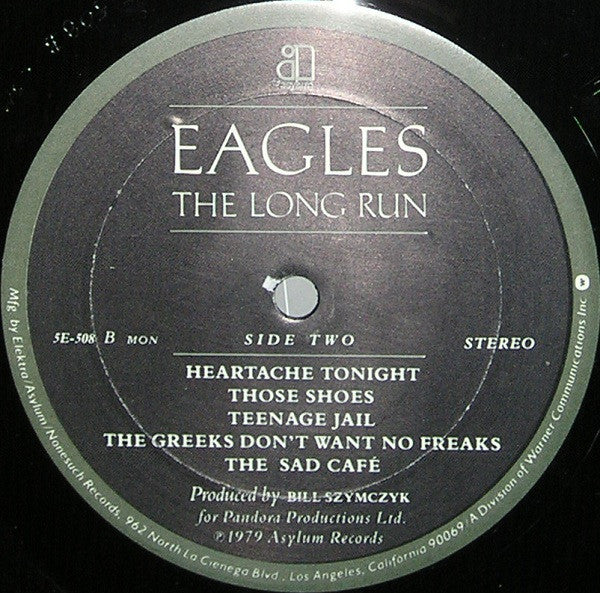 asylum
EAGLES
THE LONG RUN
5E-508 B MON
SIDE TWO
STEREO
HEARTACHE TONIGHT
THOSE SHOES
TEENAGE JAIL
THE GREEKS DON'T WANT NO FREAKS
THE SAD CAFÉ
Produced by BILL SZYMCZYK
for Pandora Productions Ltd.
℗1979 Asylum Records
Mfg. by Elektra/Asylum/Nonesuch Records, 962 North La Cienega Blvd., Los Angeles, California 90069/A Division of Warner Communications Inc.